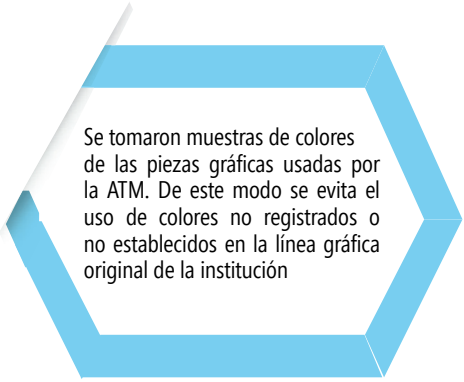 Se tomaron muestras de colores
de las piezas gráficas usadas por
la ATM. De este modo se evita el
uso de colores no registrados o
no establecidos en la línea gráfica
original de la institución